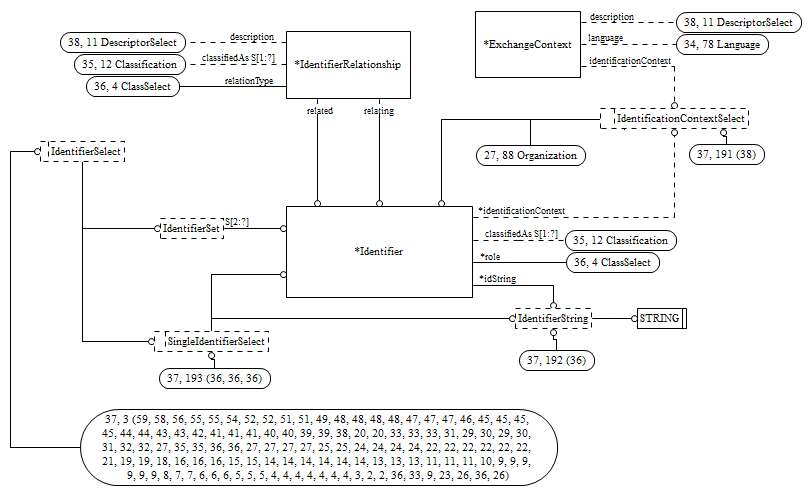 description
38, 11 DescriptorSelect
classifiedAs S[1:?]
35, 12 Classification
relationType
36, 4 ClassSelect
*IdentifierRelationship
related
relating
*ExchangeContext
description
38, 11 DescriptorSelect
language
34, 78 Language
identificationContext
IdentificationContextSelect
27, 88 Organization
37, 191 (38)
IdentifierSelect
IdentifierSet
S[2:?]
*Identifier
*identificationContext
classifiedAs S[1:?]
35, 12 Classification
*role
36, 4 ClassSelect
*idString
IdentifierString
STRING
SingleIdentifierSelect
37, 192 (36)
37, 193 (36, 36, 36)
37, 3 (59, 58, 56, 55, 55, 54, 52, 52, 51, 51, 49, 48, 48, 48, 48, 47, 47, 47, 46, 45, 45, 45,
45, 44, 44, 43, 43, 42, 41, 41, 41, 40, 40, 39, 39, 38, 20, 20, 33, 33, 33, 31, 29, 30, 29, 30,
31, 32, 32, 27, 35, 35, 36, 36, 27, 27, 27, 27, 25, 25, 24, 24, 24, 24, 22, 22, 22, 22, 22, 22,
21, 19, 19, 18, 16, 16, 16, 15, 15, 14, 14, 14, 14, 14, 14, 13, 13, 13, 11, 11, 11, 10, 9, 9, 9,
9, 9, 9, 8, 7, 7, 6, 6, 6, 5, 5, 5, 4, 4, 4, 4, 4, 4, 4, 3, 2, 2, 36, 33, 9, 23, 26, 36, 26)